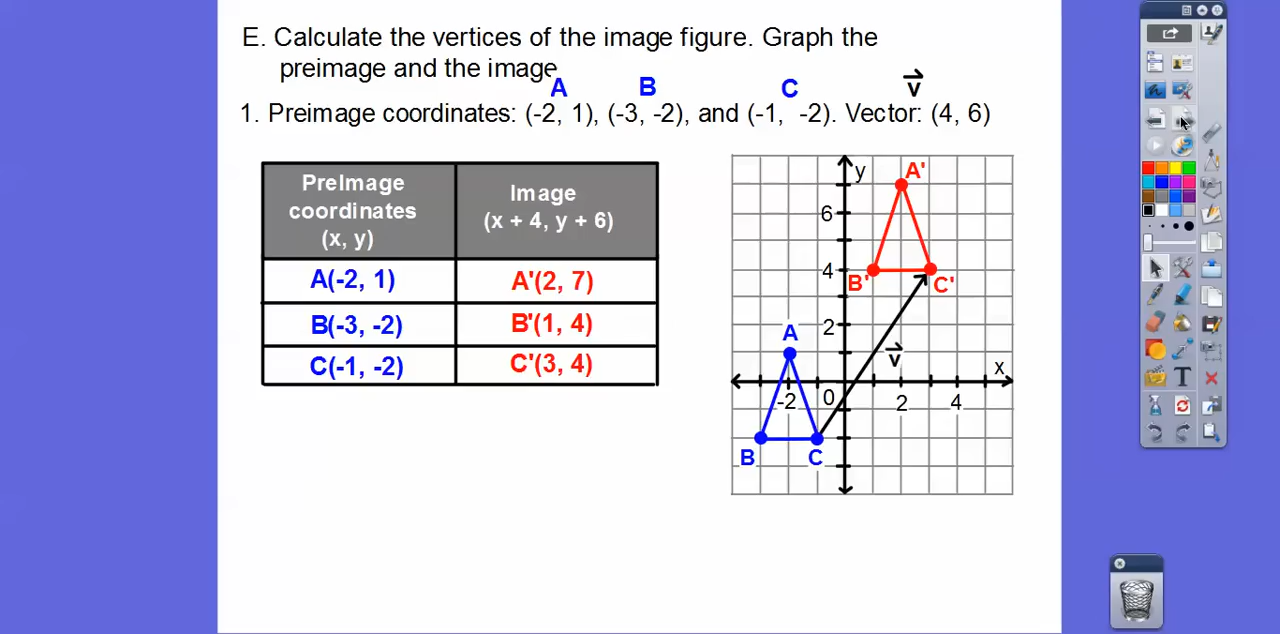 E. Calculate the vertices of the image figure. Graph the
preimage and the image
A B C v
1. Preimage coordinates: (-2, 1), (-3, -2), and (-1, -2). Vector: (4, 6)
PreImage
coordinates
(x, y)
Image
(x + 4, y + 6)
A(-2, 1) A'(2, 7)
B(-3, -2) B'(1, 4)
C(-1, -2) C'(3, 4)
y A'
6
4 B' C'
2 A
v
x
-2 0 2 4
B C
T